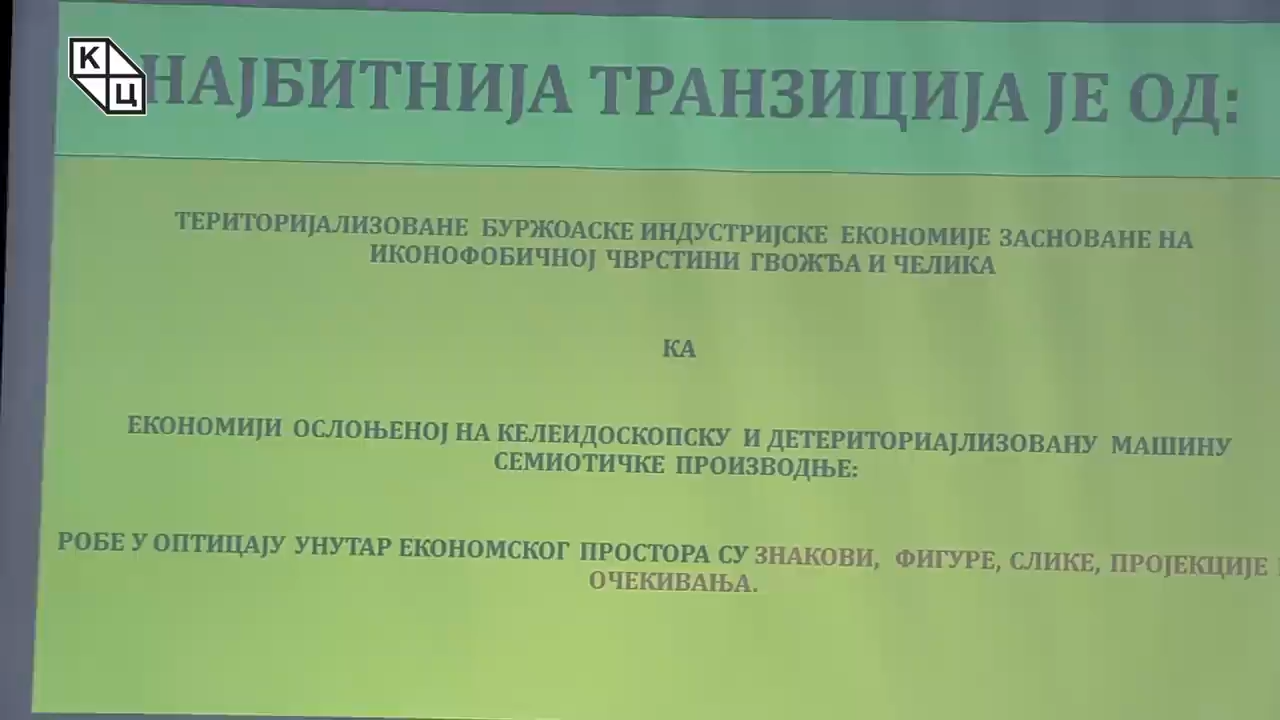 КЦ
НАЈБИТНИЈА ТРАНЗИЦИЈА ЈЕ ОД:
ТЕРИТОРИЈАЛИЗОВАНЕ БУРЖОАСКЕ ИНДУСТРИЈСКЕ ЕКОНОМИЈЕ ЗАСНОВАНЕ НА
ИКОНОФОБИЧНОЈ ЧВРСТИНИ ГВОЖЂА И ЧЕЛИКА
КА
ЕКОНОМИЈИ ОСЛОЊЕНОЈ НА КЕЛЕИДОСКОПСКУ И ДЕТЕРИТОРИАЈЛИЗОВАНУ МАШИНУ
СЕМИОТИЧКЕ ПРОИЗВОДЊЕ:
РОБЕ У ОПТИЦАЈУ УНУТАР ЕКОНОМСКОГ ПРОСТОРА СУ ЗНАКОВИ, ФИГУРЕ, СЛИКЕ, ПРОЈЕКЦИЈЕ
ОЧЕКИВАЊА.